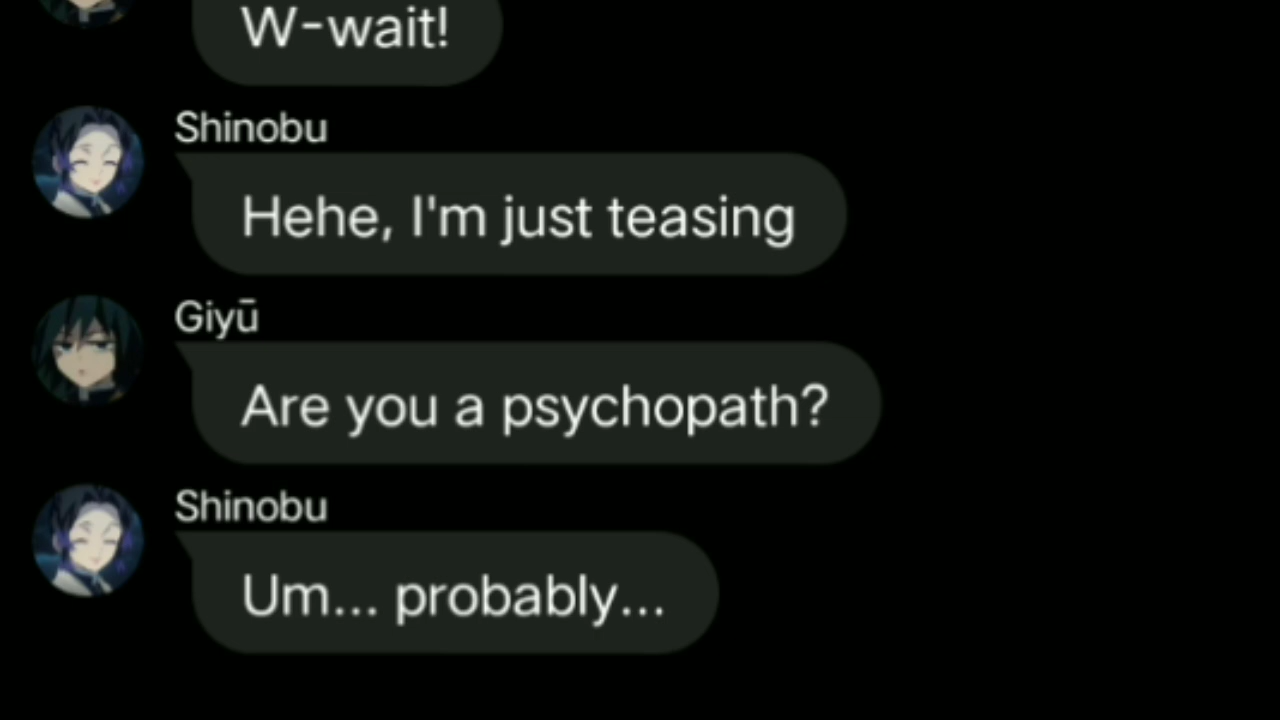 W-wait!
Shinobu
Hehe, I'm just teasing
Giyū
Are you a psychopath?
Shinobu
Um... probably...